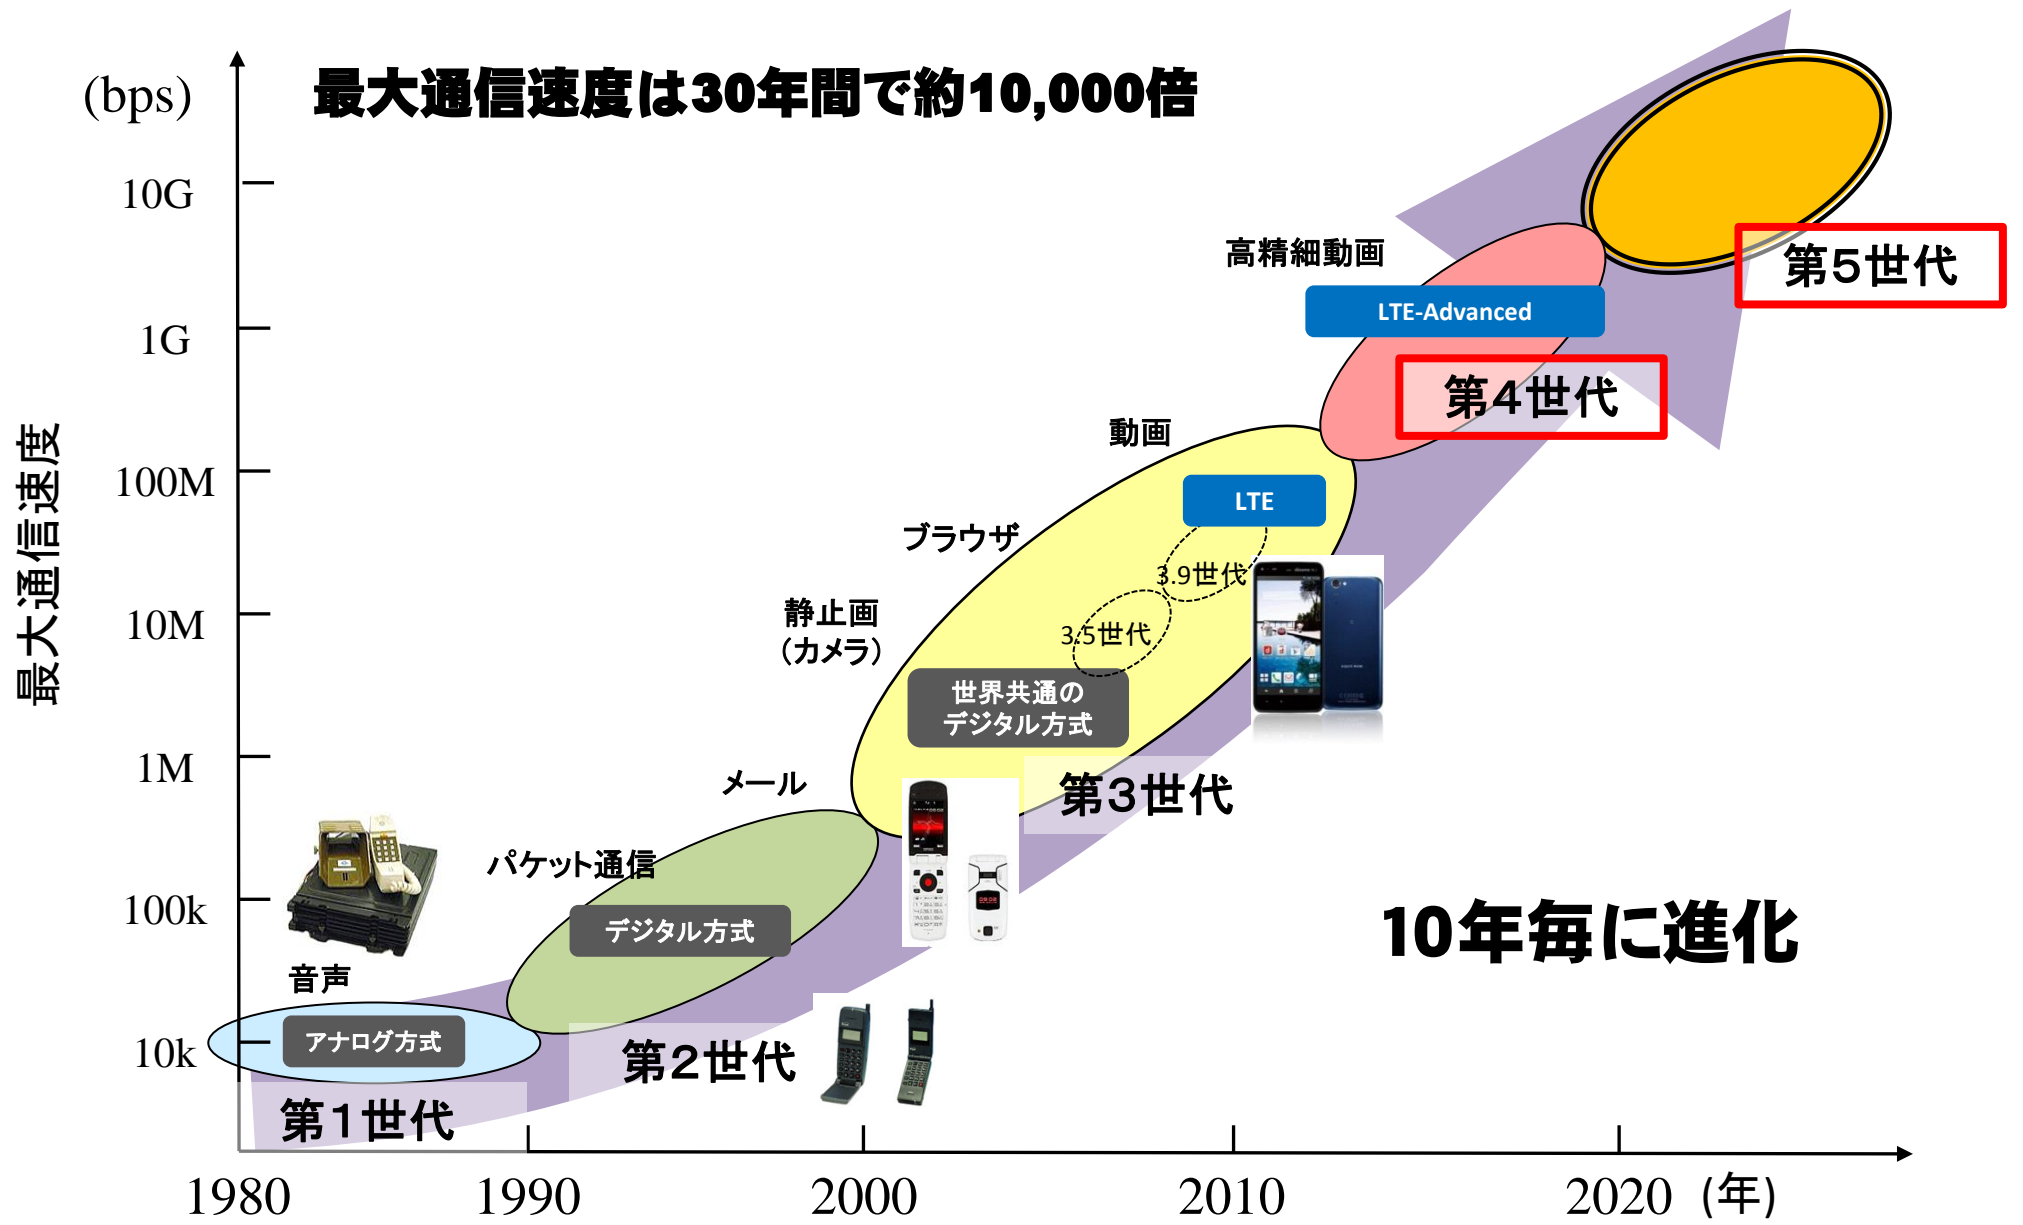 最大通信速度は30年間で約10,000倍
(bps)
10G
1G
100M
10M
1M
100k
10k
最大通信速度
第5世代
高精細動画
LTE-Advanced
第4世代
動画
LTE
ブラウザ
3.9世代
静止画
（カメラ）
3.5世代
世界共通の
デジタル方式
第3世代
メール
パケット通信
デジタル方式
第2世代
音声
アナログ方式
第1世代
10年毎に進化
1980
1990
2000
2010
2020
(年)